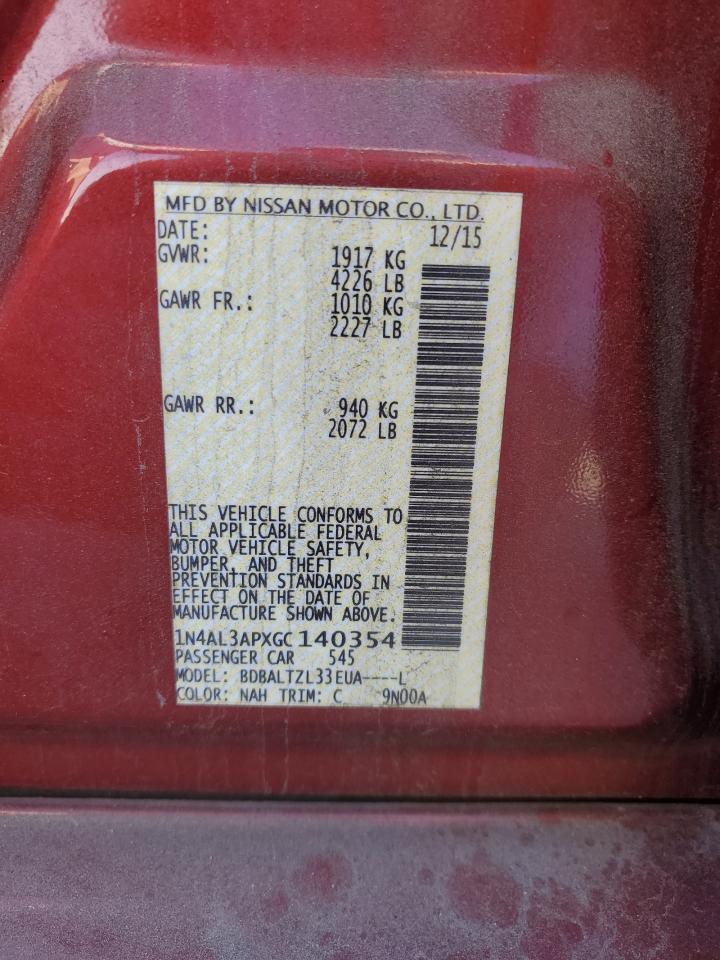 MFD BY NISSAN MOTOR CO., LTD.
DATE: 12/15
GVWR: 1917 KG
4226 LB
GAWR FR.: 1010 KG
2227 LB
GAWR RR.: 940 KG
2072 LB
THIS VEHICLE CONFORMS TO
ALL APPLICABLE FEDERAL
MOTOR VEHICLE SAFETY,
BUMPER, AND THEFT
PREVENTION STANDARDS IN
EFFECT ON THE DATE OF
MANUFACTURE SHOWN ABOVE.
1N4AL3APXGC140354
PASSENGER CAR 545
MODEL: BDBALTZL33EUA----L
COLOR: NAH TRIM: C 9N00A